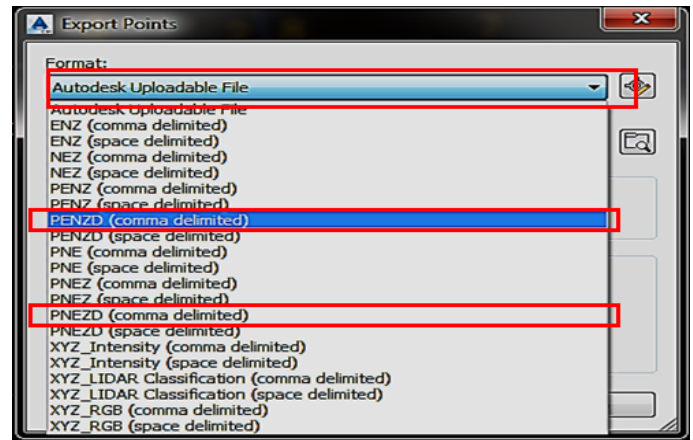 Export Points
Format:
Autodesk Uploadable File
Autodesk Uploadable File
ENZ (comma delimited)
ENZ (space delimited)
NEZ (comma delimited)
NEZ (space delimited)
PENZ (comma delimited)
PENZ (space delimited)
PENZD (comma delimited)
PENZD (space delimited)
PNE (comma delimited)
PNE (space delimited)
PNEZ (comma delimited)
PNEZ (space delimited)
PNEZD (comma delimited)
PNEZD (space delimited)
XYZ_Intensity (comma delimited)
XYZ_Intensity (space delimited)
XYZ_LIDAR Classification (comma delimited)
XYZ_LIDAR Classification (space delimited)
XYZ_RGB (comma delimited)
XYZ_RGB (space delimited)